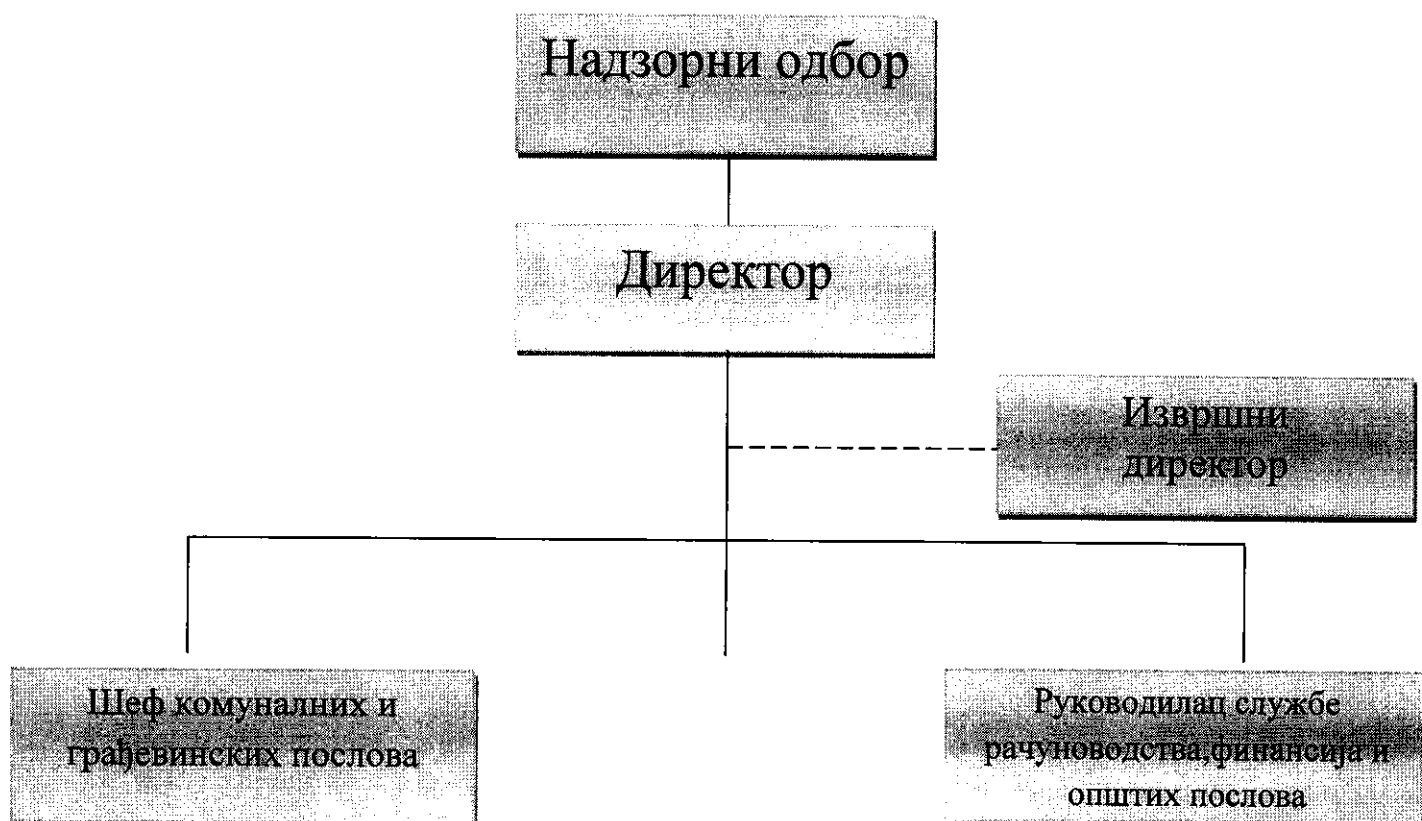 Надзорни одбор
Директор
Извршни
директор
Шеф комуналних и
грађевинских послова
Руководилац службе
рачуноводства,финансија и
општих послова